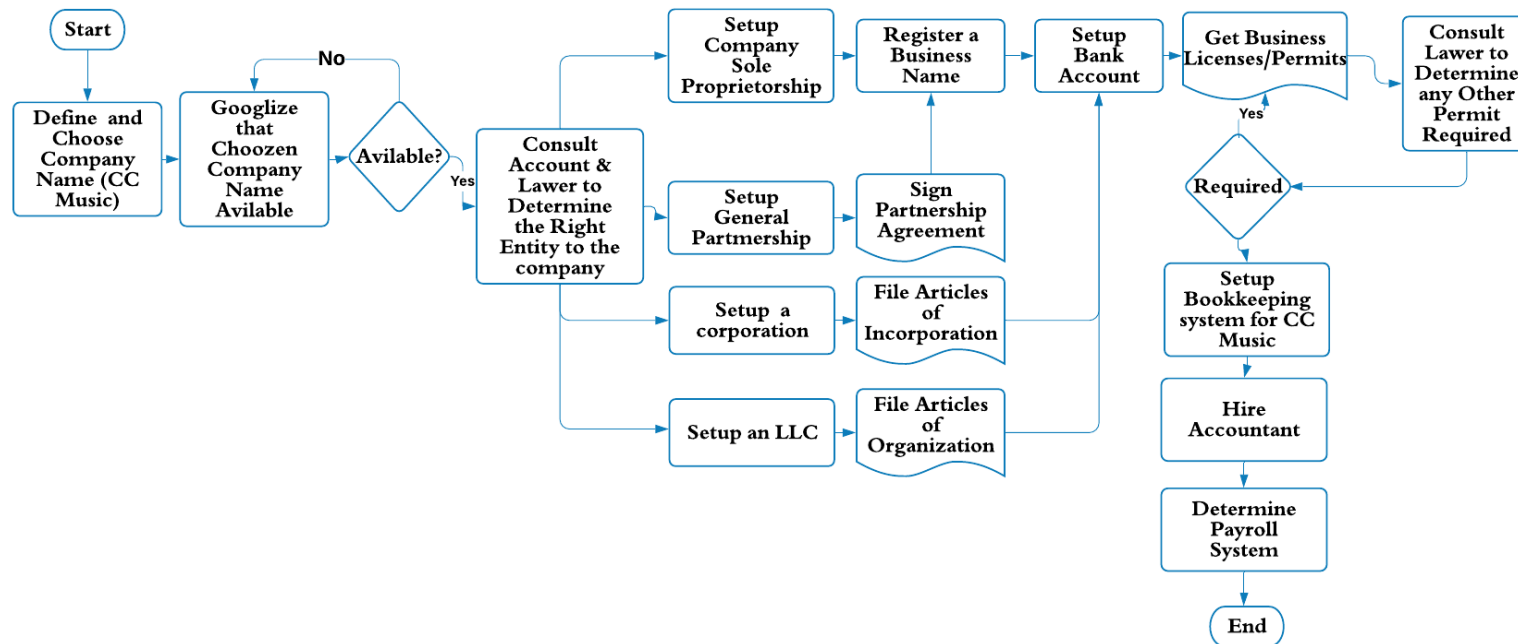 Start
Define and
Choose
Company
Name (CC
Music)
No
Googlize
that
Choozen
Company
Name
Avilable
Avilable?
Yes
Consult
Account &
Lawer to
Determine
the Right
Entity to the
company
Setup
Company
Sole
Proprietorship
Register a
Business
Name
Setup
General
Partmership
Sign
Partnership
Agreement
Setup a
corporation
File Articles
of
Incorporation
Setup an LLC
File Articles
of
Organization
Setup
Bank
Account
Get Business
Licenses/Permits
Consult
Lawer to
Determine
any Other
Permit
Required
Yes
Required
Setup
Bookkeeping
system for CC
Music
Hire
Accountant
Determine
Payroll
System
End